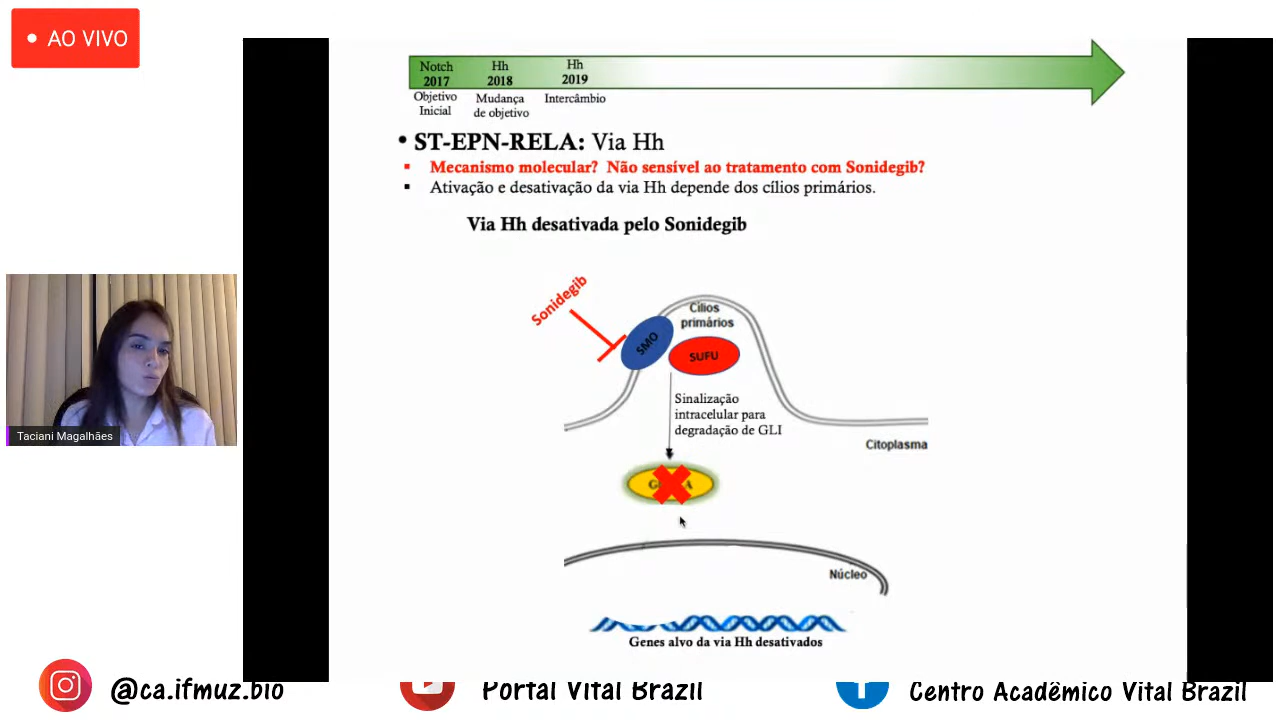 AO VIVO
Notch
2017
Objetivo
Inicial
Hh
2018
Mudança
de objetivo
Hh
2019
Intercâmbio
• ST-EPN-RELA: Via Hh
Mecanismo molecular? Não sensível ao tratamento com Sonidegib?
Ativação e desativação da via Hh depende dos cílios primários.
Via Hh desativada pelo Sonidegib
Sonidegib
Cílios
primários
SMO
SUFU
Sinalização
intracelular para
degradação de GLI
Citoplasma
Núcleo
Genes alvo da via Hh desativados
Taciani Magalhães
@ca.ifmuz.bio
Portal Vital Brazil
Centro Acadêmico Vital Brazil